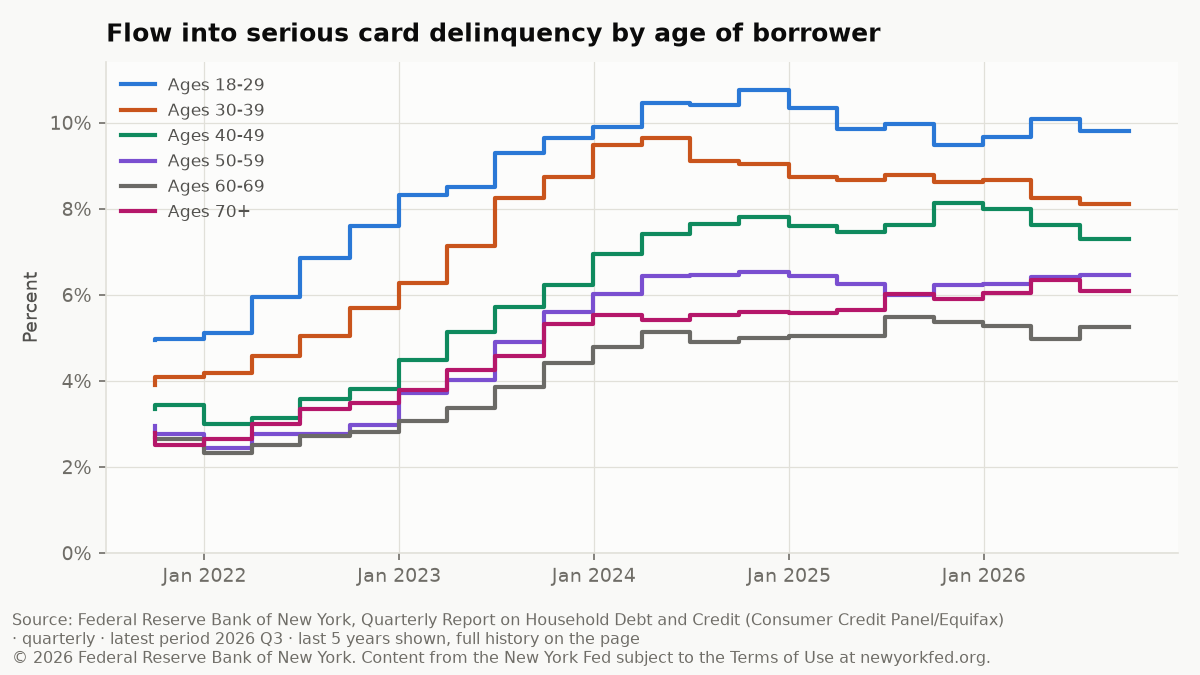 Flow into serious card delinquency by age of borrower
Ages 18-29
Ages 30-39
Ages 40-49
Ages 50-59
Ages 60-69
Ages 70+
Percent
10%
8%
6%
4%
2%
0%
Jan 2022
Jan 2023
Jan 2024
Jan 2025
Jan 2026
Source: Federal Reserve Bank of New York, Quarterly Report on Household Debt and Credit (Consumer Credit Panel/Equifax)
· quarterly · latest period 2026 Q3 · last 5 years shown, full history on the page
© 2026 Federal Reserve Bank of New York. Content from the New York Fed subject to the Terms of Use at newyorkfed.org.